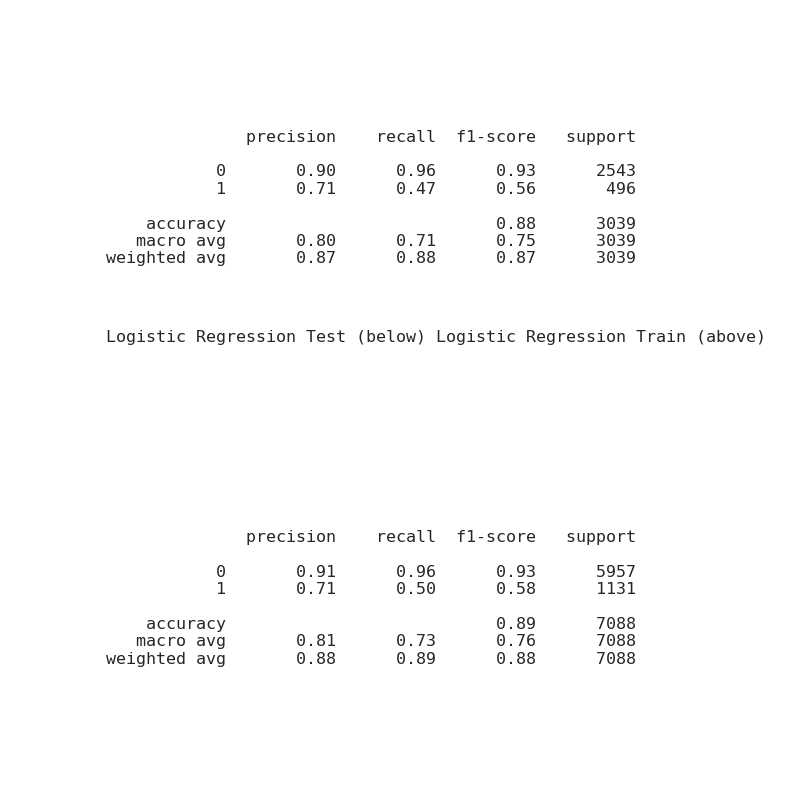 precision recall f1-score support
0 0.90 0.96 0.93 2543
1 0.71 0.47 0.56 496
accuracy 0.88 3039
macro avg 0.80 0.71 0.75 3039
weighted avg 0.87 0.88 0.87 3039
Logistic Regression Test (below) Logistic Regression Train (above)
precision recall f1-score support
0 0.91 0.96 0.93 5957
1 0.71 0.50 0.58 1131
accuracy 0.89 7088
macro avg 0.81 0.73 0.76 7088
weighted avg 0.88 0.89 0.88 7088